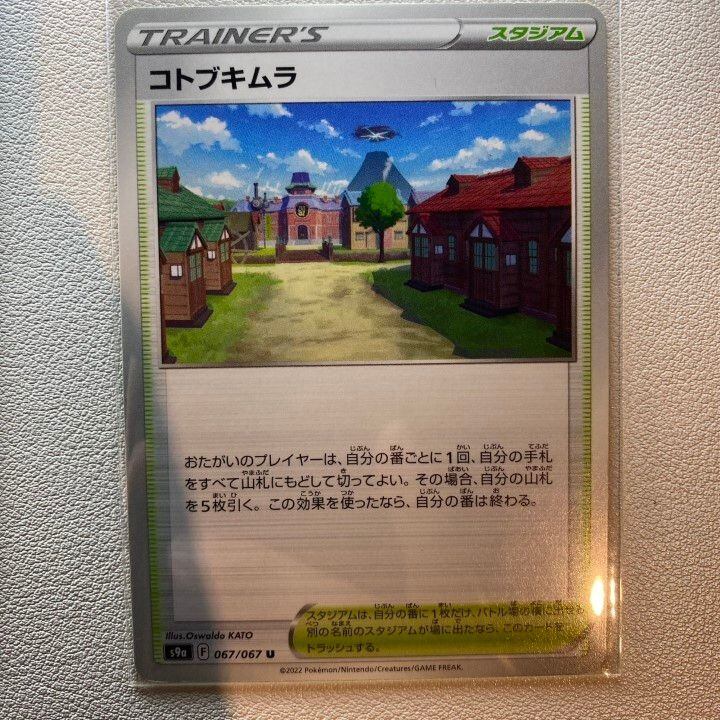 TRAINER'S スタジアム
コトブキムラ
おたがいのプレイヤーは、自分の番ごとに1回、自分の手札
をすべて山札にもどして切ってよい。その場合、自分の山札
を5枚引く。この効果を使ったなら、自分の番は終わる。
スタジアムは、自分の番に1枚だけ、バトル場の横に出せる。
別の名前のスタジアムが場に出たなら、このカードを
トラッシュする。
Illus.Oswaldo KATO
s9a F 067/067 U
©2022 Pokémon/Nintendo/Creatures/GAME FREAK.